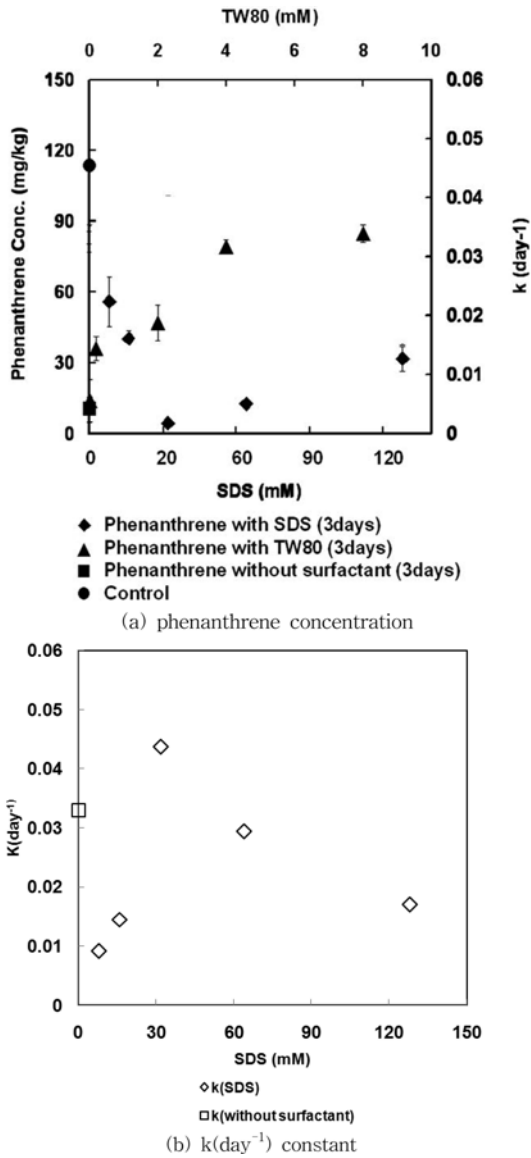 TW80 (mM)
0 2 4 6 8 10
150 0.06
120 0.05
90 0.04
60 0.03
30 0.02
0 0.01
0
Phenanthrene Conc. (mg/kg)
k (day-1)
0 20 60 120
SDS (mM)
◆ Phenanthrene with SDS (3days)
▲ Phenanthrene with TW80 (3days)
■ Phenanthrene without surfactant (3days)
● Control
(a) phenanthrene concentration
0.06
0.05
0.04
0.03
0.02
0.01
0
K(day⁻¹)
0 30 60 90 120 150
SDS (mM)
◇k(SDS)
□k(without surfactant)
(b) k(day⁻¹) constant